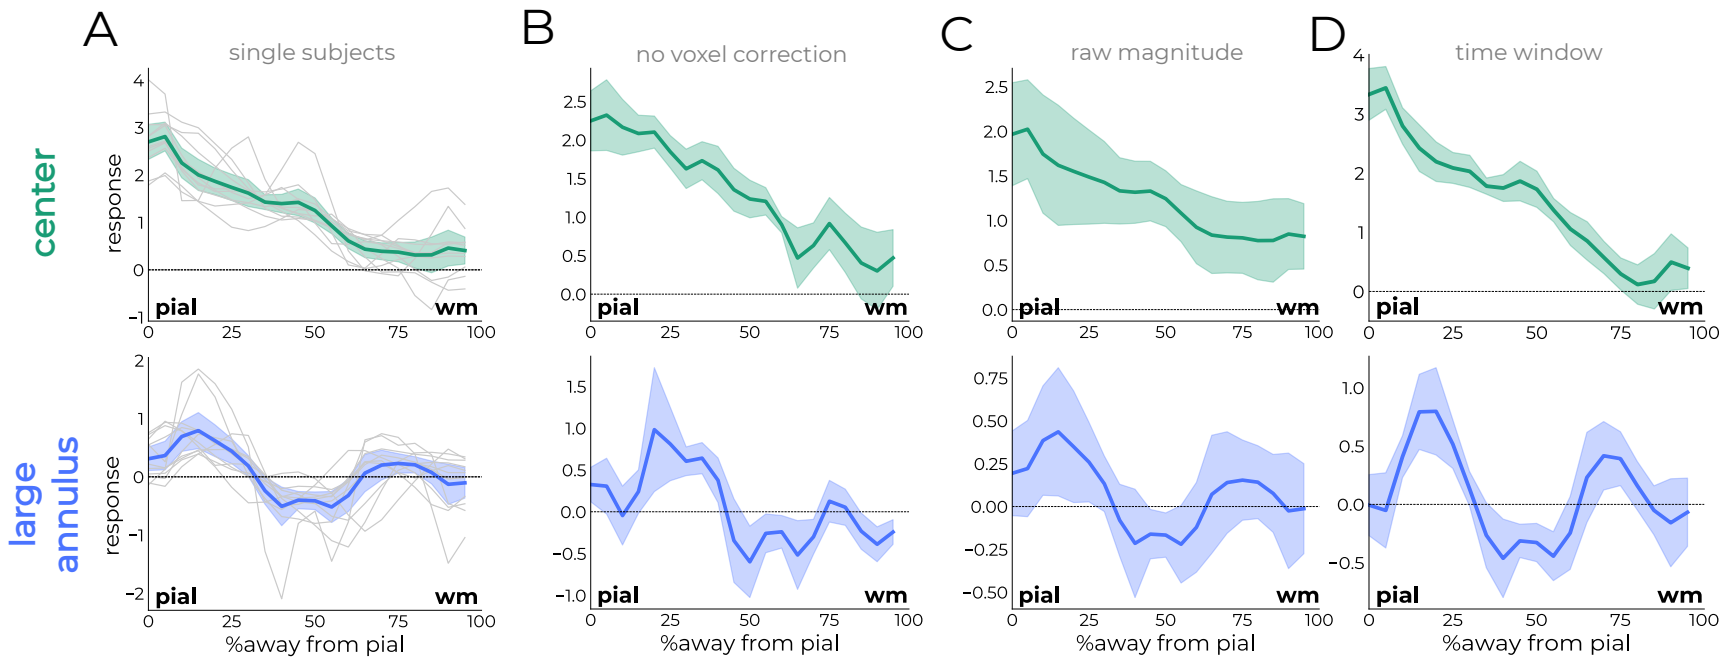 A
B
C
D
single subjects
no voxel correction
raw magnitude
time window
center
response
4
3
2
1
0
−1
pial
wm
0
25
50
75
100
2.5
2.0
1.5
1.0
0.5
0.0
pial
wm
0
25
50
75
100
2.5
2.0
1.5
1.0
0.5
0.0
pial
wm
0
25
50
75
100
4
3
2
1
0
pial
wm
0
25
50
75
100
large
annulus
response
2
1
0
−1
−2
pial
wm
0
25
50
75
100
%away from pial
1.5
1.0
0.5
0.0
−0.5
−1.0
pial
wm
0
25
50
75
100
%away from pial
0.75
0.50
0.25
0.00
−0.25
−0.50
pial
wm
0
25
50
75
100
%away from pial
1.0
0.5
0.0
−0.5
pial
wm
0
25
50
75
100
%away from pial